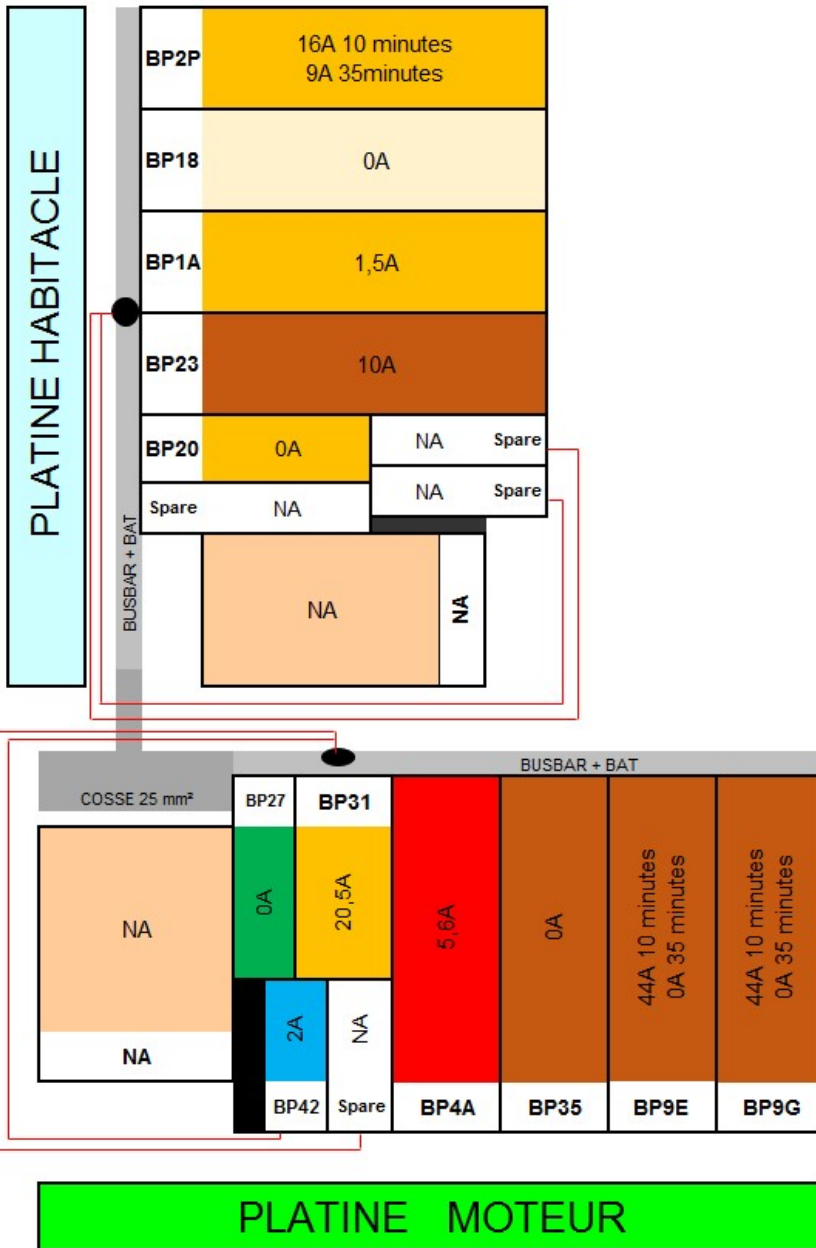 PLATINE HABITACLE
BUSBAR + BAT
BP2P
16A 10 minutes
9A 35minutes
BP18
0A
BP1A
1,5A
BP23
10A
BP20
0A
NA
Spare
NA
Spare
Spare
NA
NA
NA
BUSBAR + BAT
COSSE 25 mm²
NA
NA
BP27
BP31
0A
20,5A
5,6A
0A
44A 10 minutes
0A 35 minutes
44A 10 minutes
0A 35 minutes
2A
NA
BP42
Spare
BP4A
BP35
BP9E
BP9G
PLATINE MOTEUR